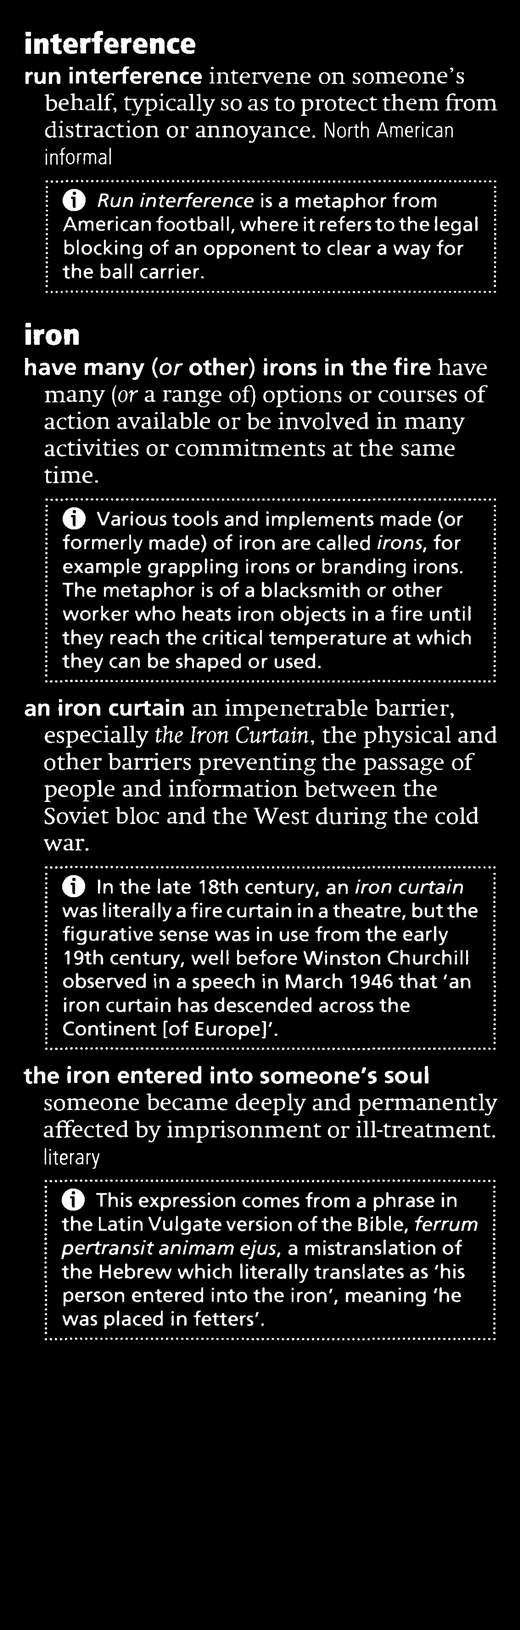 interference
run interference intervene on someone's
behalf, typically so as to protect them from
distraction or annoyance. North American
informal
ⓘ Run interference is a metaphor from
American football, where it refers to the legal
blocking of an opponent to clear a way for
the ball carrier.
iron
have many (or other) irons in the fire have
many (or a range of) options or courses of
action available or be involved in many
activities or commitments at the same
time.
ⓘ Various tools and implements made (or
formerly made) of iron are called irons, for
example grappling irons or branding irons.
The metaphor is of a blacksmith or other
worker who heats iron objects in a fire until
they reach the critical temperature at which
they can be shaped or used.
an iron curtain an impenetrable barrier,
especially the Iron Curtain, the physical and
other barriers preventing the passage of
people and information between the
Soviet bloc and the West during the cold
war.
ⓘ In the late 18th century, an iron curtain
was literally a fire curtain in a theatre, but the
figurative sense was in use from the early
19th century, well before Winston Churchill
observed in a speech in March 1946 that 'an
iron curtain has descended across the
Continent [of Europe]'.
the iron entered into someone's soul
someone became deeply and permanently
affected by imprisonment or ill-treatment.
literary
ⓘ This expression comes from a phrase in
the Latin Vulgate version of the Bible, ferrum
pertransit animam ejus, a mistranslation of
the Hebrew which literally translates as 'his
person entered into the iron', meaning 'he
was placed in fetters'.